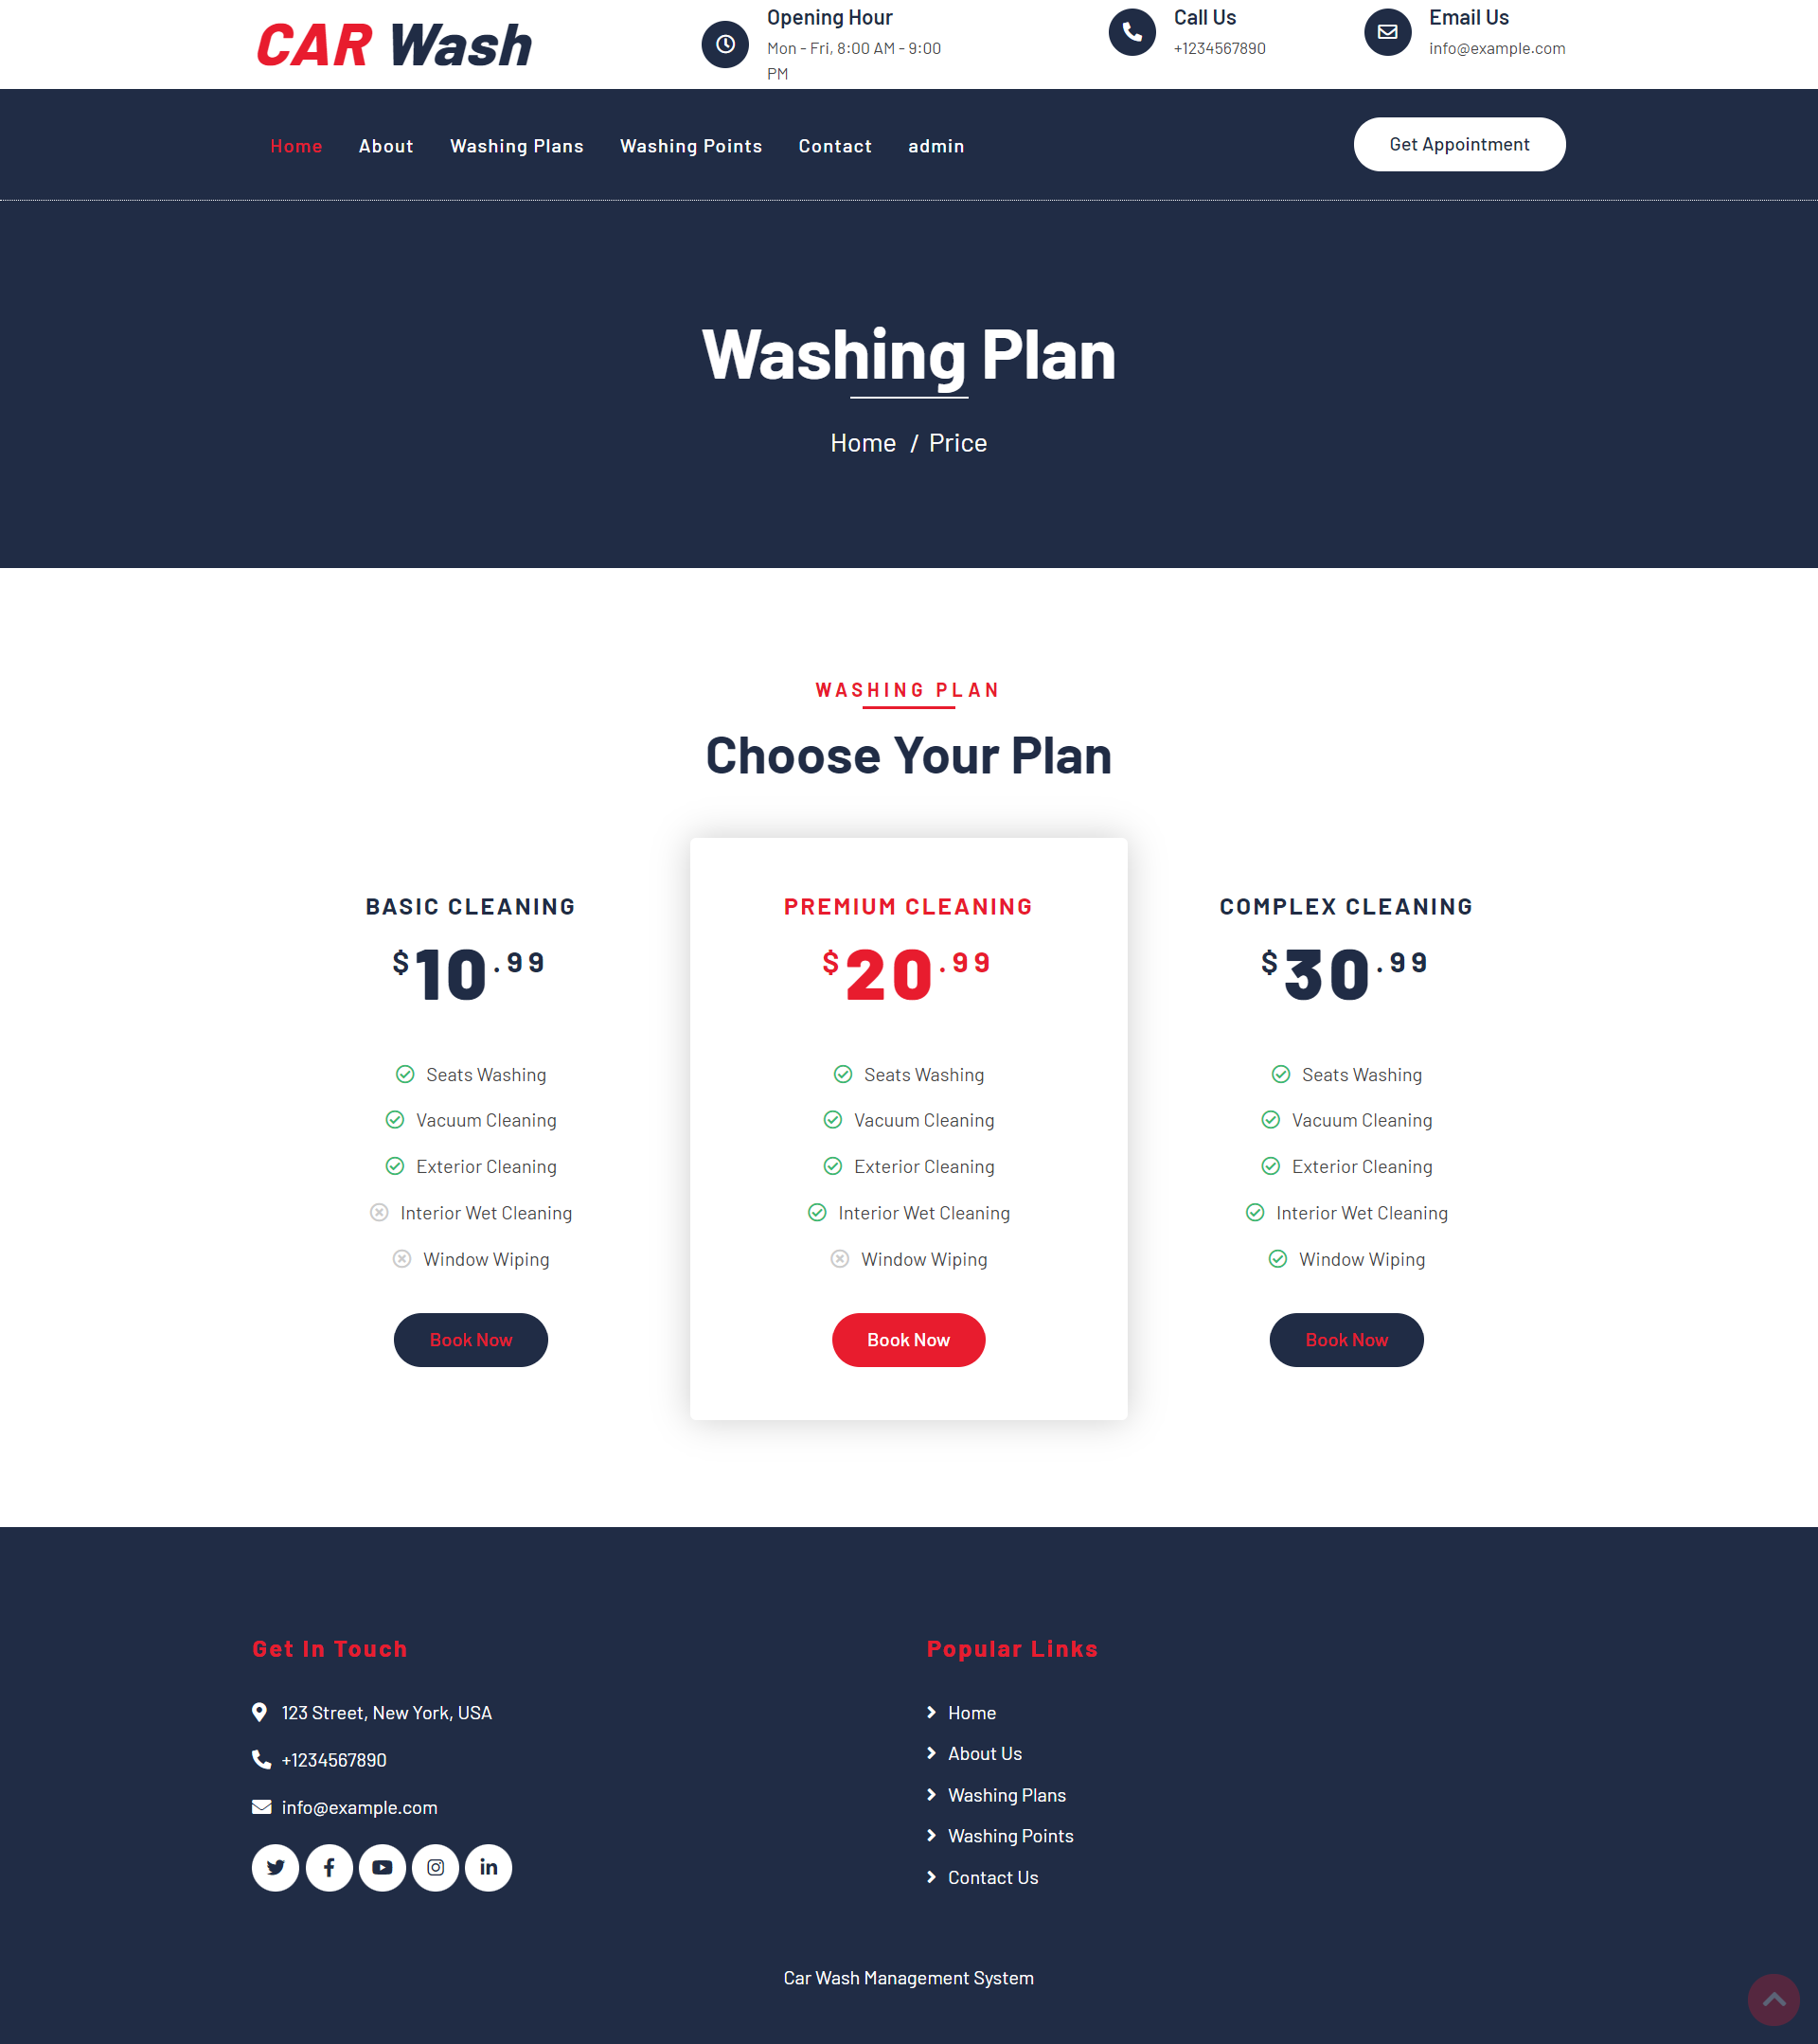 CAR Wash
Opening Hour
Mon - Fri, 8:00 AM - 9:00
PM
Call Us
+1234567890
Email Us
info@example.com
Home
About
Washing Plans
Washing Points
Contact
admin
Get Appointment
Washing Plan
Home / Price
WASHING PLAN
Choose Your Plan
BASIC CLEANING
$10.99
Seats Washing
Vacuum Cleaning
Exterior Cleaning
Interior Wet Cleaning
Window Wiping
Book Now
PREMIUM CLEANING
$20.99
Seats Washing
Vacuum Cleaning
Exterior Cleaning
Interior Wet Cleaning
Window Wiping
Book Now
COMPLEX CLEANING
$30.99
Seats Washing
Vacuum Cleaning
Exterior Cleaning
Interior Wet Cleaning
Window Wiping
Book Now
Get In Touch
123 Street, New York, USA
+1234567890
info@example.com
Popular Links
Home
About Us
Washing Plans
Washing Points
Contact Us
Car Wash Management System